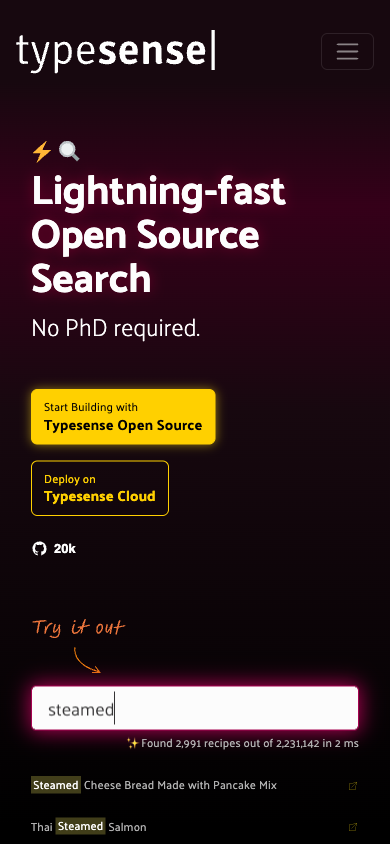 typesense
Lightning-fast
Open Source
Search
No PhD required.
Start Building with
Typesense Open Source
Deploy on
Typesense Cloud
20k
Try it out
steamed
✨ Found 2,991 recipes out of 2,231,142 in 2 ms
Steamed Cheese Bread Made with Pancake Mix
Thai Steamed Salmon